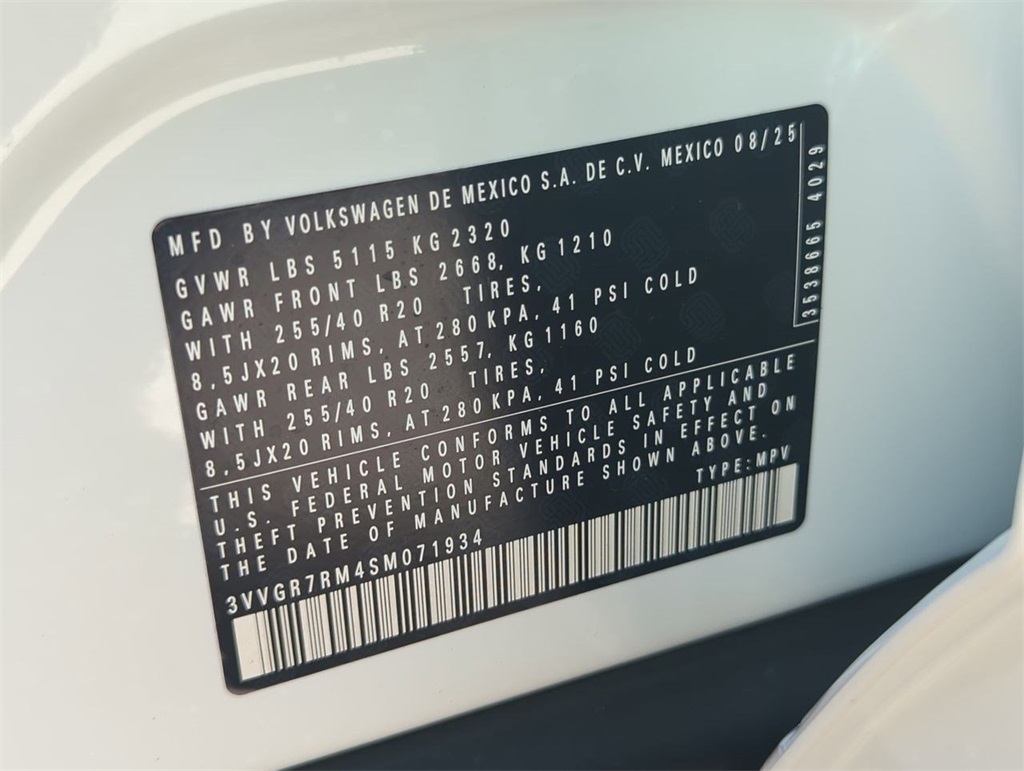 MFD BY VOLKSWAGEN DE MEXICO S.A. DE C.V. MEXICO 08/25
GVWR LBS 5115 KG 2320
GAWR FRONT LBS 2668, KG 1210
WITH 255/40 R20 TIRES,
8,5JX20 RIMS, AT 280 KPA, 41 PSI COLD
GAWR REAR LBS 2557, KG 1160
WITH 255/40 R20 TIRES,
8,5JX20 RIMS, AT 280 KPA, 41 PSI COLD
THIS VEHICLE CONFORMS TO ALL APPLICABLE
U.S. FEDERAL MOTOR VEHICLE SAFETY AND
THEFT PREVENTION STANDARDS IN EFFECT ON
THE DATE OF MANUFACTURE SHOWN ABOVE.
3VVGR7RM4SM071934 TYPE:MPV
3538665 4029